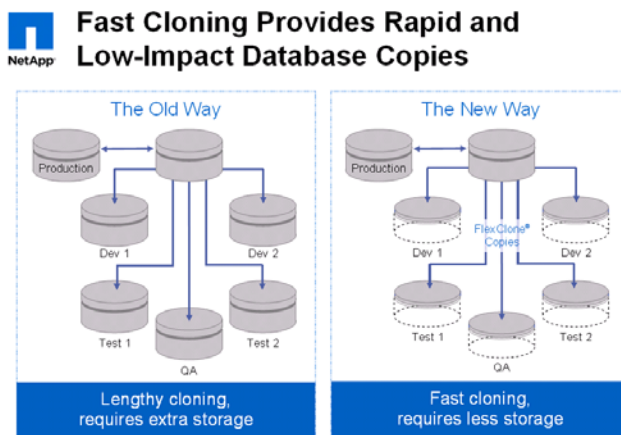 Fast Cloning Provides Rapid and
Low-Impact Database Copies
NetApp
The Old Way
Production
Dev 1
Dev 2
Test 1
Test 2
QA
Lengthy cloning,
requires extra storage
The New Way
Production
FlexClone®
Copies
Dev 1
Dev 2
Test 1
Test 2
QA
Fast cloning,
requires less storage